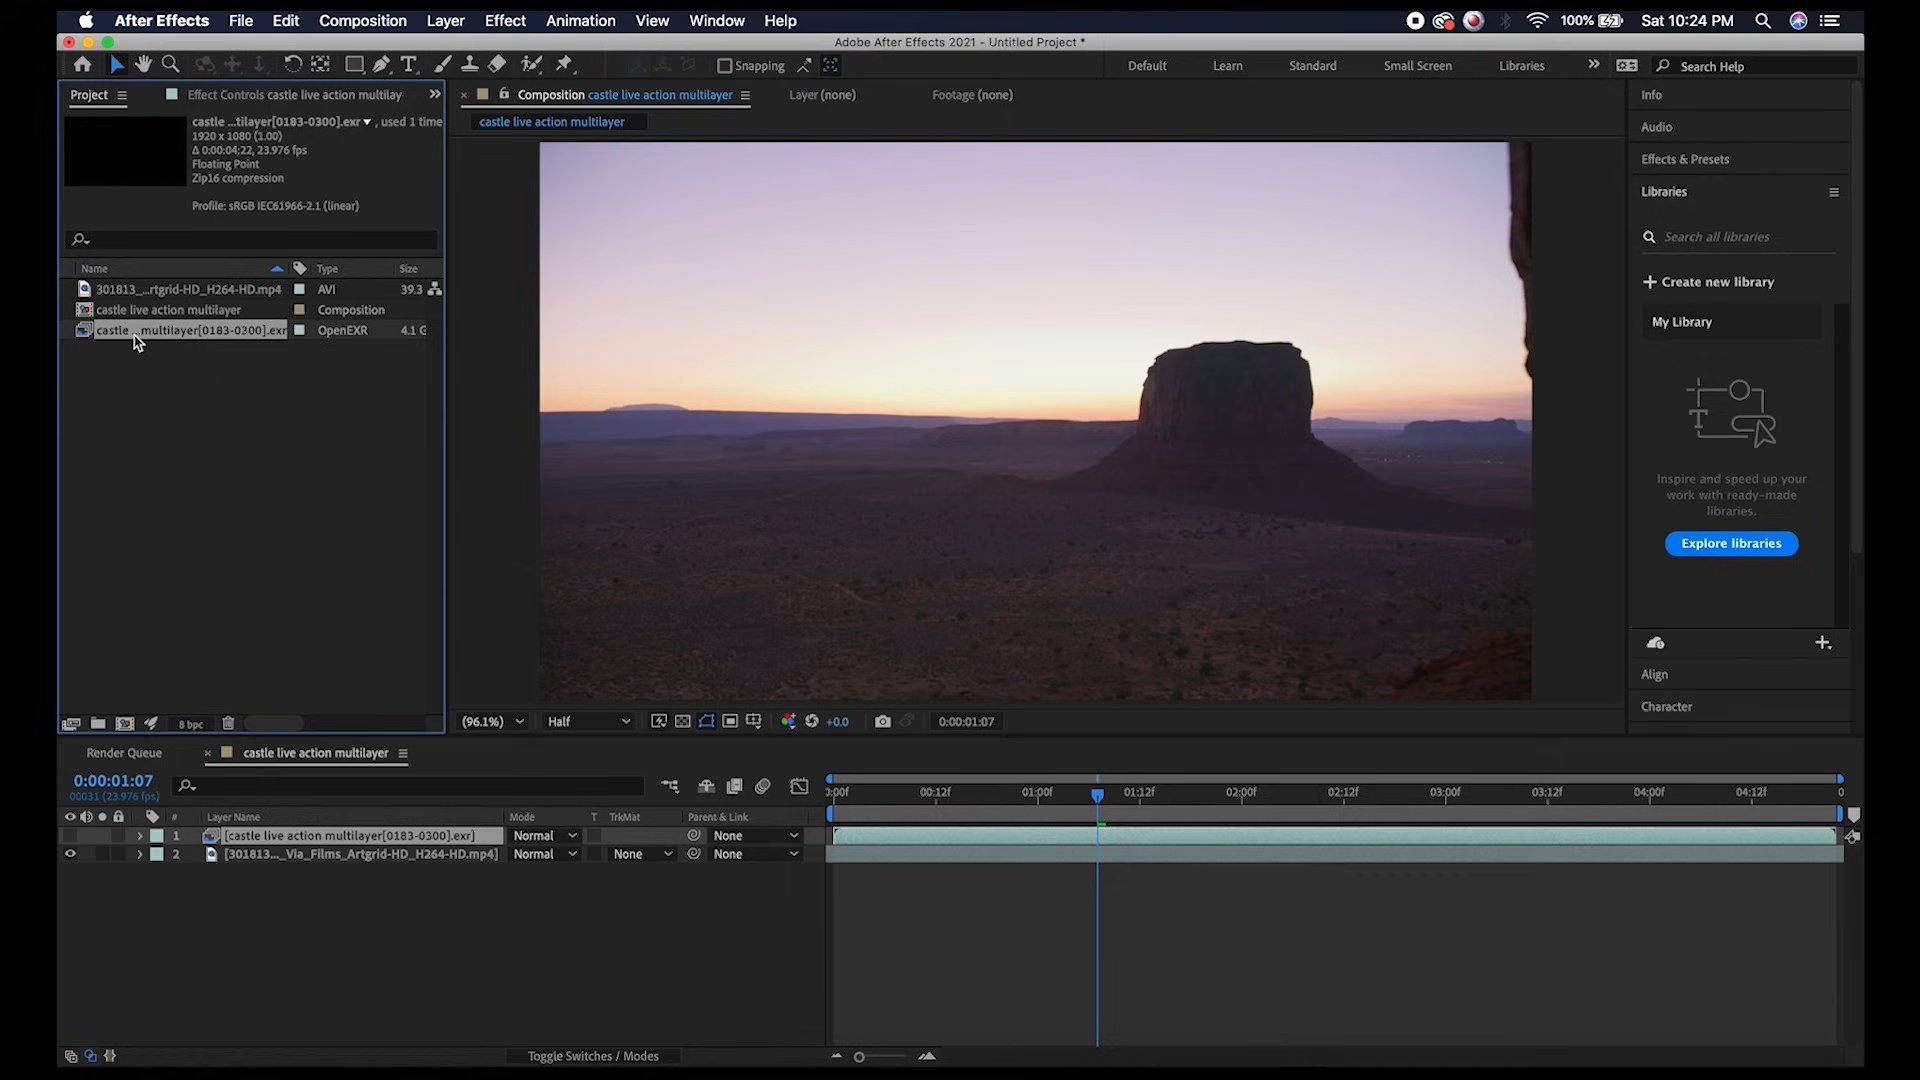 After Effects File Edit Composition Layer Effect Animation View Window Help 100% Sat 10:24 PM
Adobe After Effects 2021 - Untitled Project *
Snapping Default Learn Standard Small Screen Libraries Search Help
Project Effect Controls castle live action multilay
Composition castle live action multilayer Layer (none) Footage (none)
castle live action multilayer
castle ...tilayer[0183-0300].exr , used 1 time
1920 x 1080 (1.00)
Δ 0:00:04:22, 23.976 fps
Floating Point
Zip16 compression
Profile: sRGB IEC61966-2.1 (linear)
Name Type Size
301813_...rtgrid-HD_H264-HD.mp4 AVI 39.3
castle live action multilayer Composition
castle ...multilayer[0183-0300].exr OpenEXR 4.1 G
8 bpc
(96.1%) Half +0.0 0:00:01:07
Info
Audio
Effects & Presets
Libraries
Search all libraries
+ Create new library
My Library
T
Inspire and speed up your
work with ready-made
libraries.
Explore libraries
Align
Character
Render Queue castle live action multilayer
0:00:01:07
00031 (23.976 fps)
0:00f 00:12f 01:00f 01:12f 02:00f 02:12f 03:00f 03:12f 04:00f 04:12f 0
# Layer Name Mode T TrkMat Parent & Link
1 [castle live action multilayer[0183-0300].exr] Normal None
2 [301813..._Via_Films_Artgrid-HD_H264-HD.mp4] Normal None None
Toggle Switches / Modes